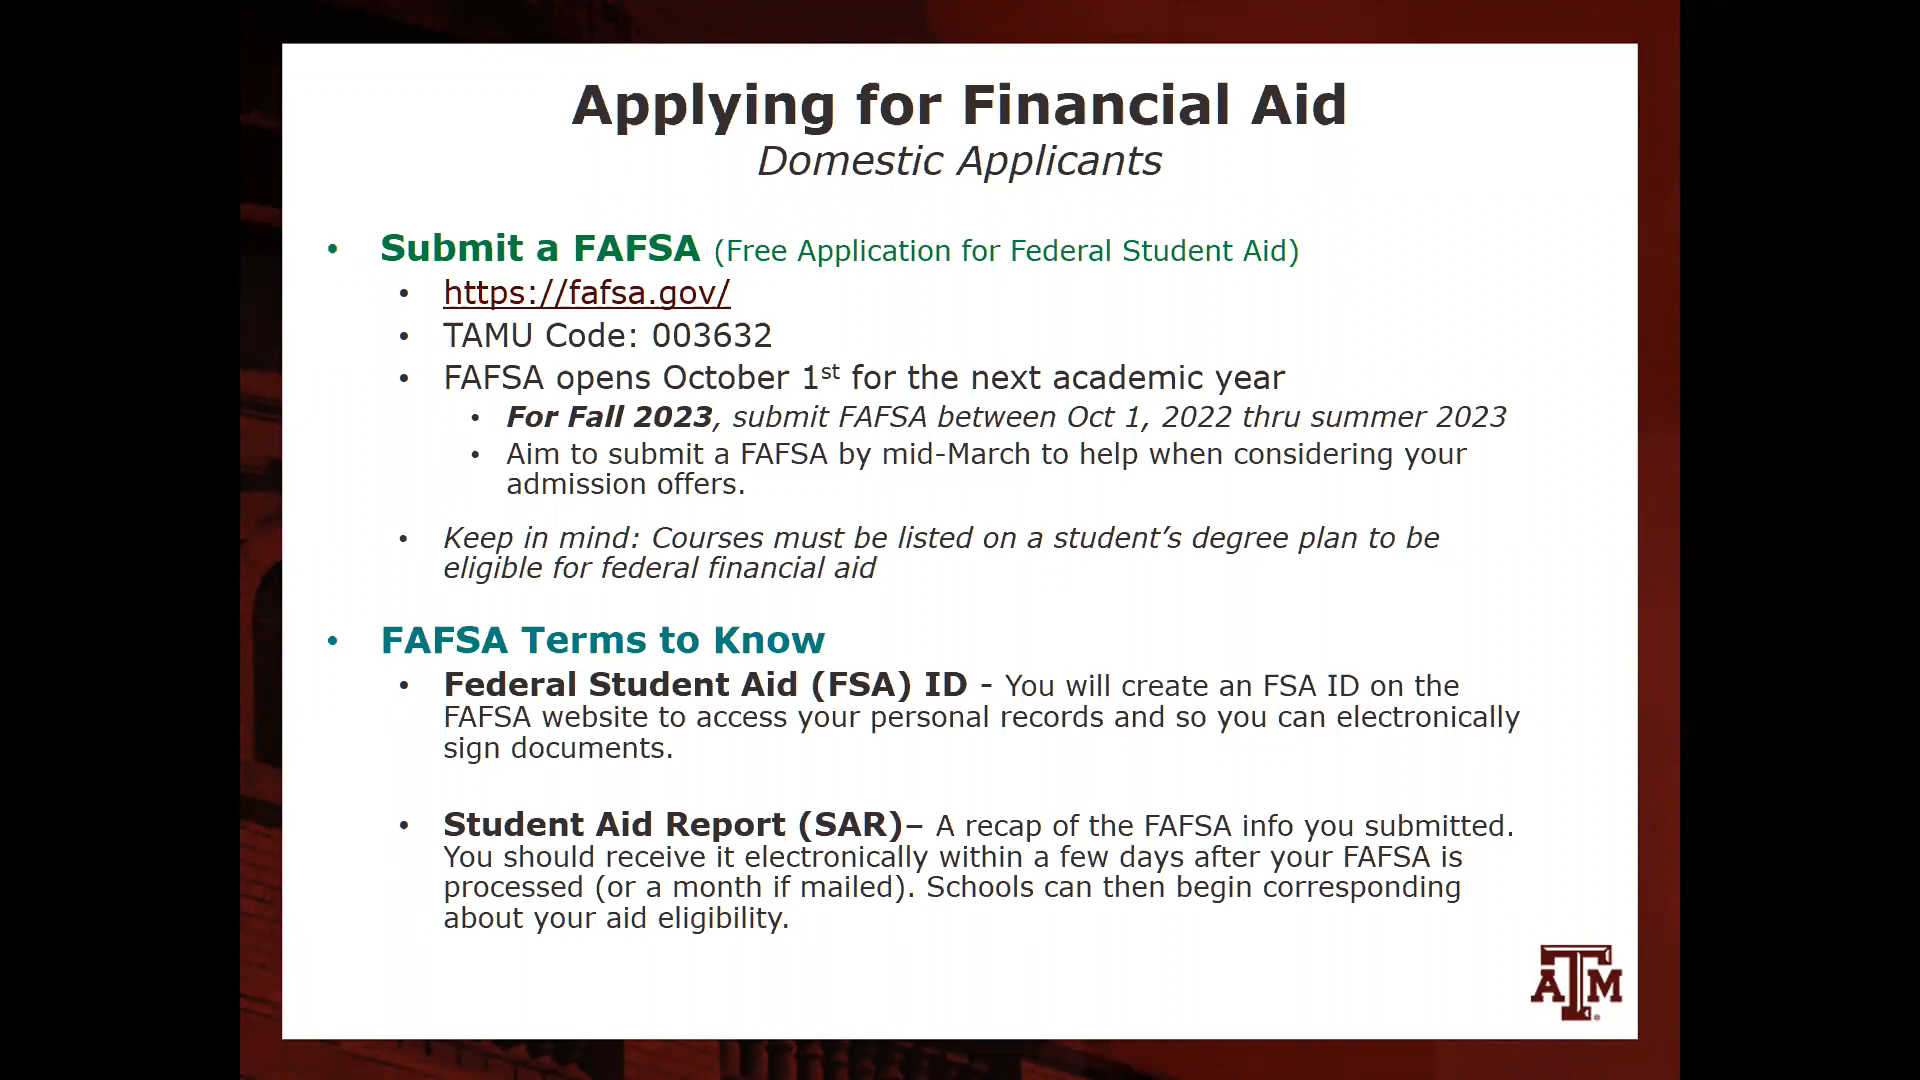 Applying for Financial Aid
Domestic Applicants
• Submit a FAFSA (Free Application for Federal Student Aid)
• https://fafsa.gov/
• TAMU Code: 003632
• FAFSA opens October 1st for the next academic year
• For Fall 2023, submit FAFSA between Oct 1, 2022 thru summer 2023
• Aim to submit a FAFSA by mid-March to help when considering your
admission offers.
• Keep in mind: Courses must be listed on a student’s degree plan to be
eligible for federal financial aid
• FAFSA Terms to Know
• Federal Student Aid (FSA) ID - You will create an FSA ID on the
FAFSA website to access your personal records and so you can electronically
sign documents.
• Student Aid Report (SAR)– A recap of the FAFSA info you submitted.
You should receive it electronically within a few days after your FAFSA is
processed (or a month if mailed). Schools can then begin corresponding
about your aid eligibility.
ATM